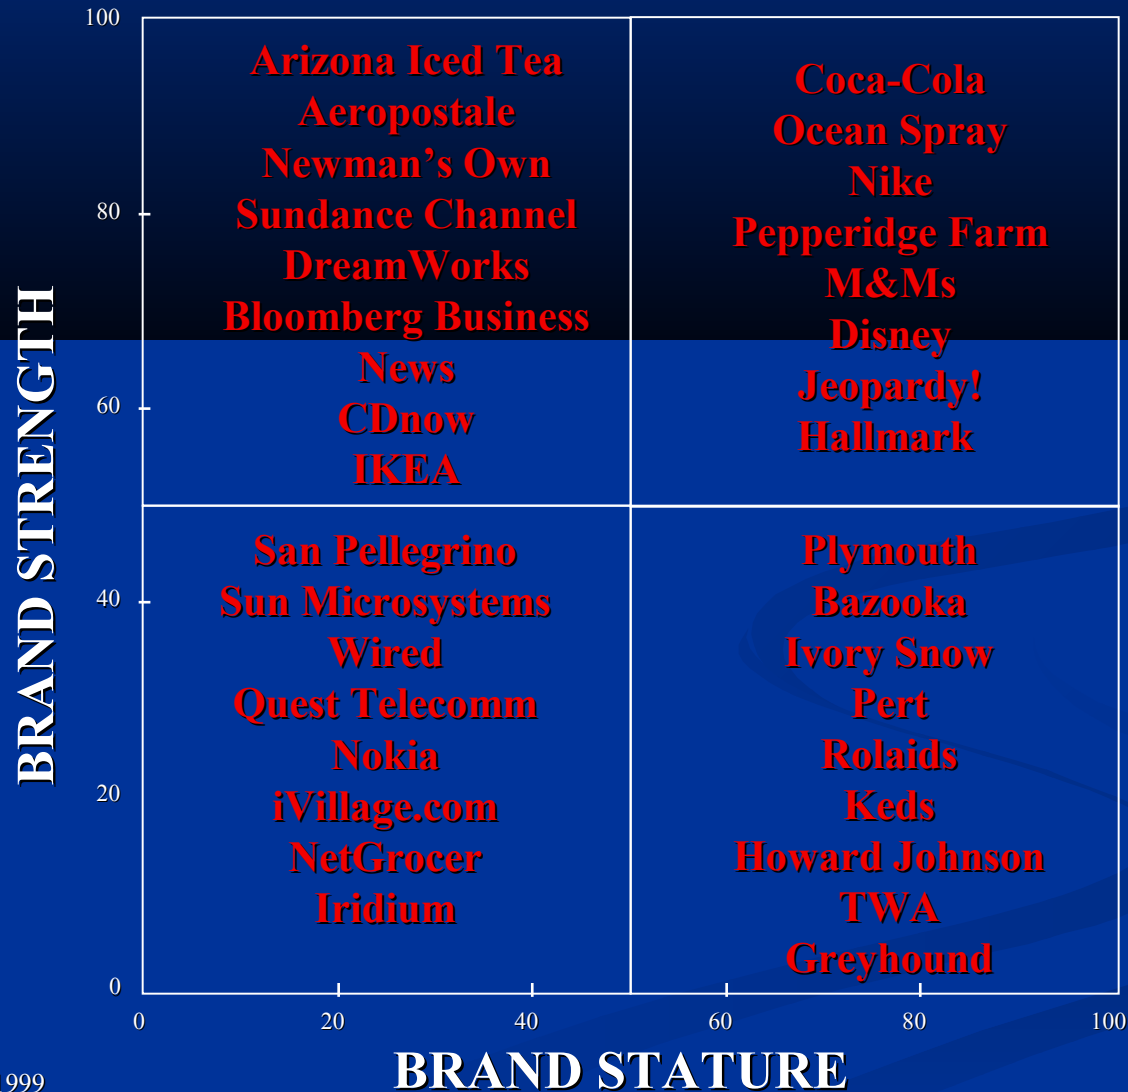 100
80
60
40
20
0
BRAND STRENGTH
Arizona Iced Tea
Aeropostale
Newman’s Own
Sundance Channel
DreamWorks
Bloomberg Business
News
CDnow
IKEA
Coca-Cola
Ocean Spray
Nike
Pepperidge Farm
M&Ms
Disney
Jeopardy!
Hallmark
San Pellegrino
Sun Microsystems
Wired
Quest Telecomm
Nokia
iVillage.com
NetGrocer
Iridium
Plymouth
Bazooka
Ivory Snow
Pert
Rolaids
Keds
Howard Johnson
TWA
Greyhound
0 20 40 60 80 100
BRAND STATURE
1999